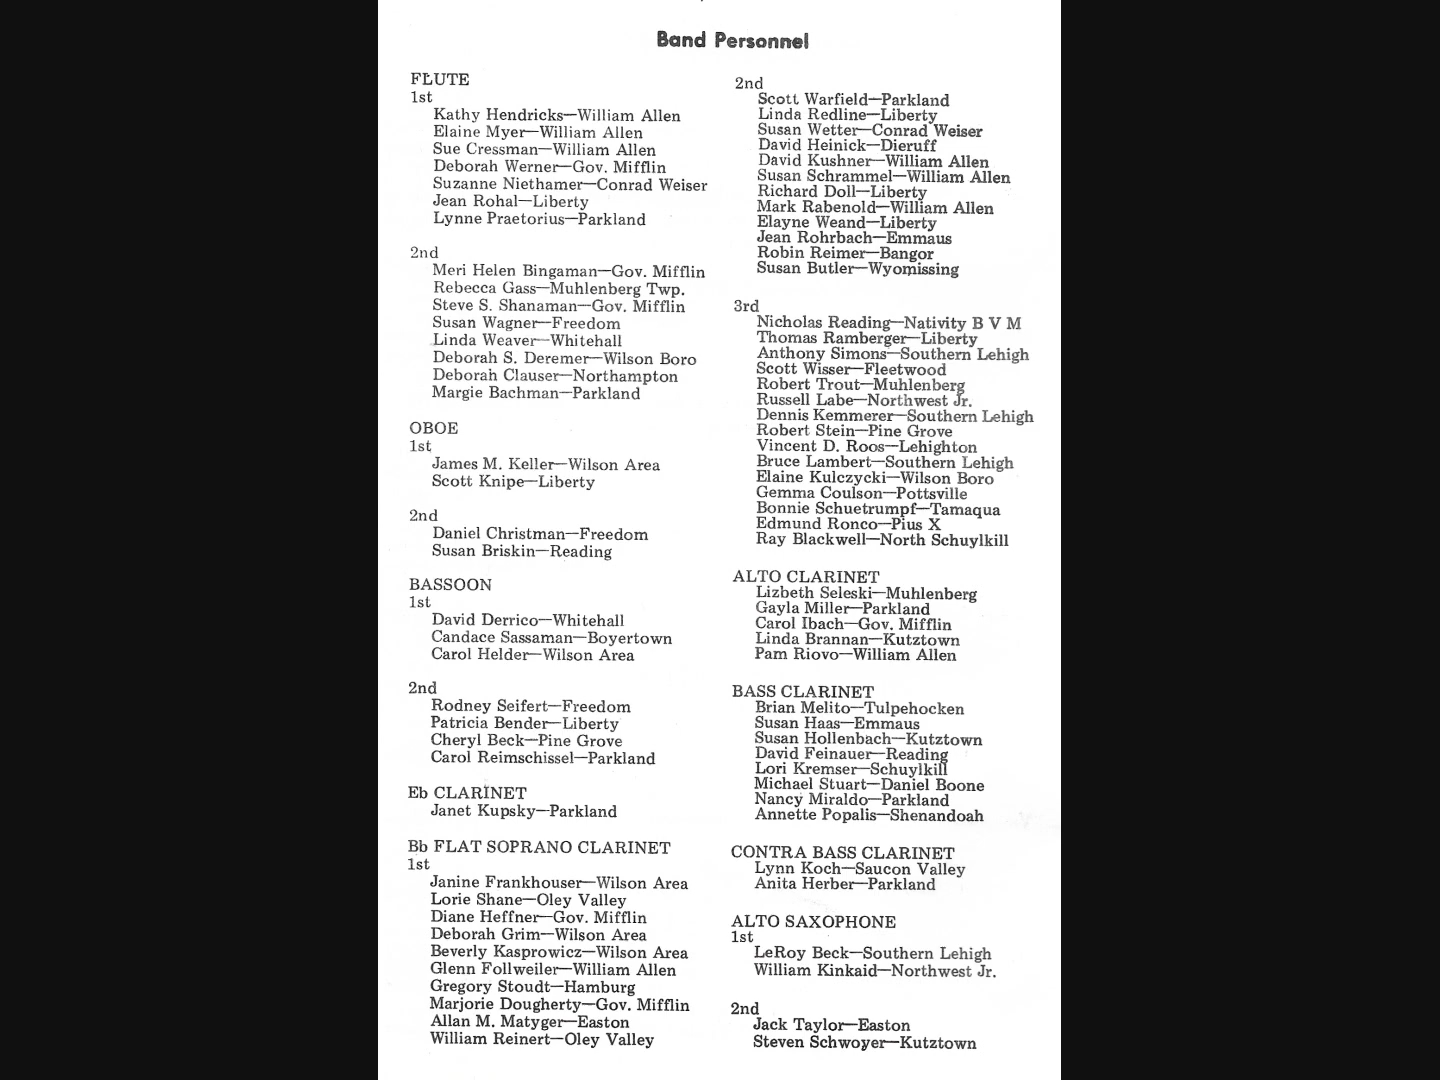 Band Personnel
FLUTE
1st
Kathy Hendricks—William Allen
Elaine Myer—William Allen
Sue Cressman—William Allen
Deborah Werner—Gov. Mifflin
Suzanne Niethamer—Conrad Weiser
Jean Rohal—Liberty
Lynne Praetorius—Parkland
2nd
Meri Helen Bingaman—Gov. Mifflin
Rebecca Gass—Muhlenberg Twp.
Steve S. Shanaman—Gov. Mifflin
Susan Wagner—Freedom
Linda Weaver—Whitehall
Deborah S. Deremer—Wilson Boro
Deborah Clauser—Northampton
Margie Bachman—Parkland
OBOE
1st
James M. Keller—Wilson Area
Scott Knipe—Liberty
2nd
Daniel Christman—Freedom
Susan Briskin—Reading
BASSOON
1st
David Derrico—Whitehall
Candace Sassaman—Boyertown
Carol Helder—Wilson Area
2nd
Rodney Seifert—Freedom
Patricia Bender—Liberty
Cheryl Beck—Pine Grove
Carol Reimschissel—Parkland
Eb CLARINET
Janet Kupsky—Parkland
Bb FLAT SOPRANO CLARINET
1st
Janine Frankhouser—Wilson Area
Lorie Shane—Oley Valley
Diane Heffner—Gov. Mifflin
Deborah Grim—Wilson Area
Beverly Kasprowicz—Wilson Area
Glenn Follweiler—William Allen
Gregory Stoudt—Hamburg
Marjorie Dougherty—Gov. Mifflin
Allan M. Matyger—Easton
William Reinert—Oley Valley
2nd
Scott Warfield—Parkland
Linda Redline—Liberty
Susan Wetter—Conrad Weiser
David Heinick—Dieruff
David Kushner—William Allen
Susan Schrammel—William Allen
Richard Doll—Liberty
Mark Rabenold—William Allen
Elayne Weand—Liberty
Jean Rohrbach—Emmaus
Robin Reimer—Bangor
Susan Butler—Wyomissing
3rd
Nicholas Reading—Nativity B V M
Thomas Ramberger—Liberty
Anthony Simons—Southern Lehigh
Scott Wisser—Fleetwood
Robert Trout—Muhlenberg
Russell Labe—Northwest Jr.
Dennis Kemmerer—Southern Lehigh
Robert Stein—Pine Grove
Vincent D. Roos—Lehighton
Bruce Lambert—Southern Lehigh
Elaine Kulczycki—Wilson Boro
Gemma Coulson—Pottsville
Bonnie Schuetrumpf—Tamaqua
Edmund Ronco—Pius X
Ray Blackwell—North Schuylkill
ALTO CLARINET
Lizbeth Seleski—Muhlenberg
Gayla Miller—Parkland
Carol Ibach—Gov. Mifflin
Linda Brannan—Kutztown
Pam Riovo—William Allen
BASS CLARINET
Brian Melito—Tulpehocken
Susan Haas—Emmaus
Susan Hollenbach—Kutztown
David Feinauer—Reading
Lori Kremser—Schuylkill
Michael Stuart—Daniel Boone
Nancy Miraldo—Parkland
Annette Popalis—Shenandoah
CONTRA BASS CLARINET
Lynn Koch—Saucon Valley
Anita Herber—Parkland
ALTO SAXOPHONE
1st
LeRoy Beck—Southern Lehigh
William Kinkaid—Northwest Jr.
2nd
Jack Taylor—Easton
Steven Schwoyer—Kutztown